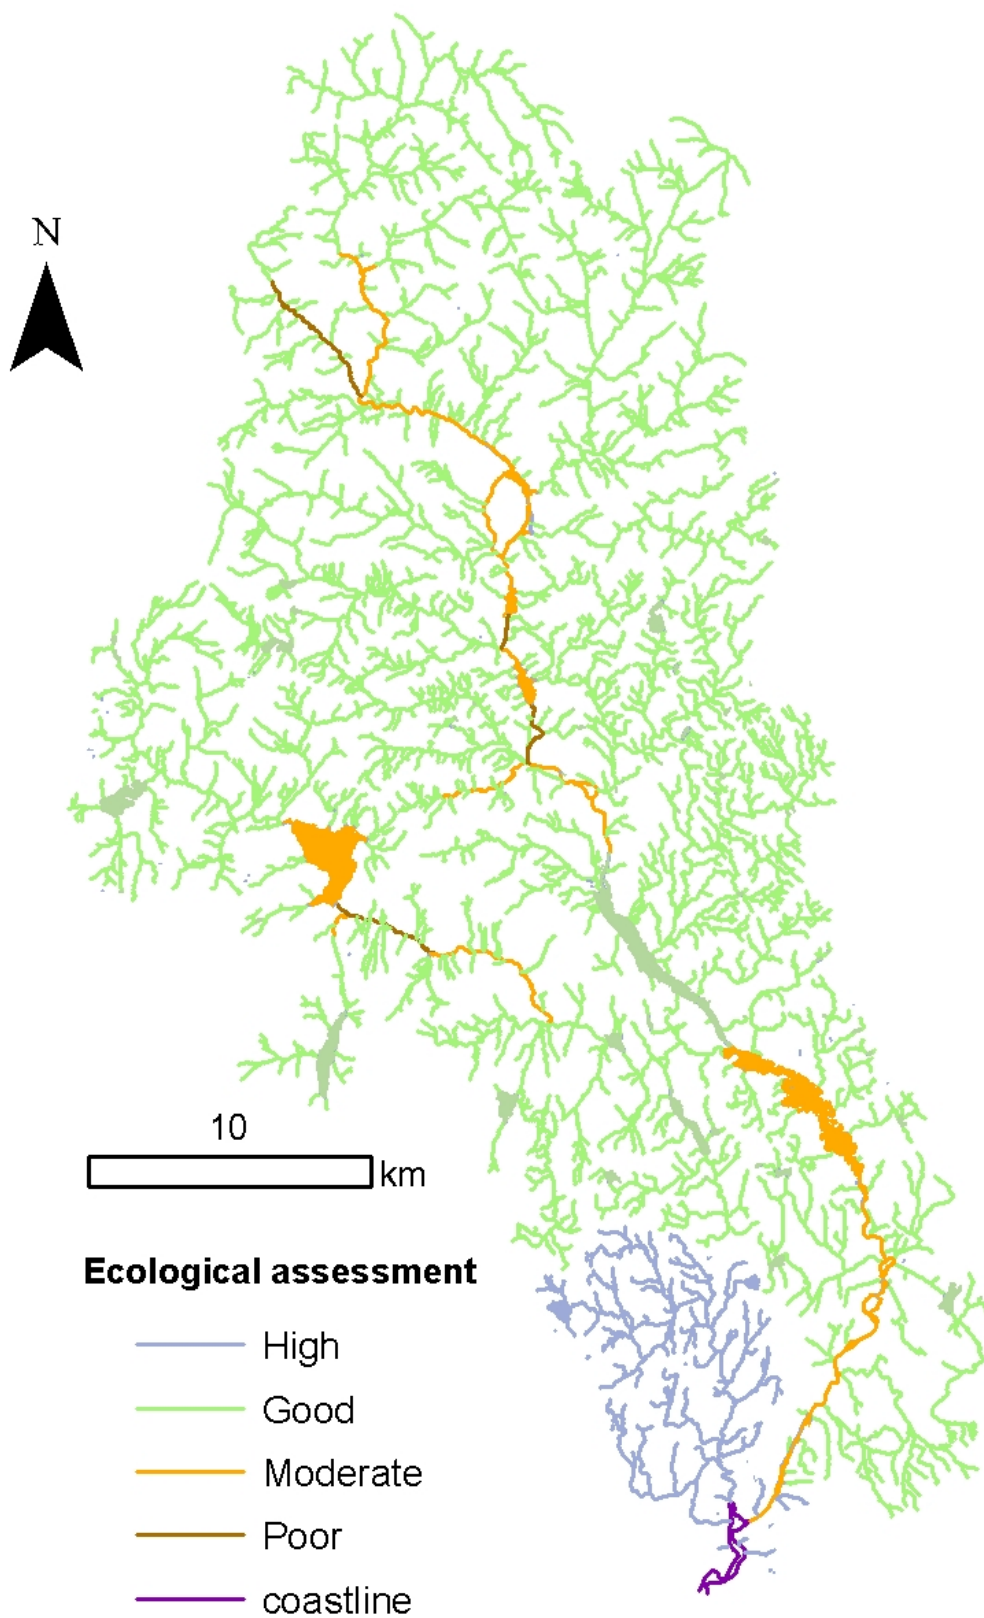 N
10
km
Ecological assessment
High
Good
Moderate
Poor
coastline